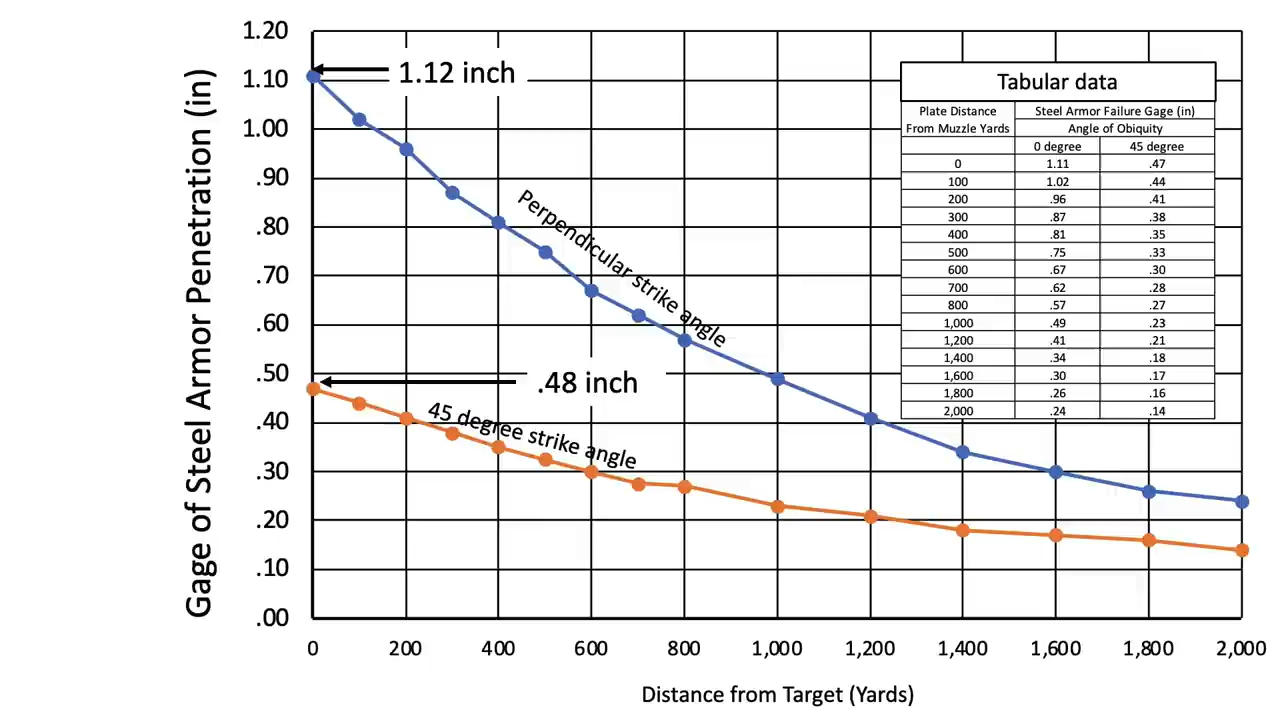 Gage of Steel Armor Penetration (in)
1.20
1.10
1.00
.90
.80
.70
.60
.50
.40
.30
.20
.10
.00
1.12 inch
Perpendicular strike angle
.48 inch
45 degree strike angle
Tabular data
Plate Distance Steel Armor Failure Gage (in)
From Muzzle Yards Angle of Obiquity
0 degree 45 degree
0 1.11 .47
100 1.02 .44
200 .96 .41
300 .87 .38
400 .81 .35
500 .75 .33
600 .67 .30
700 .62 .28
800 .57 .27
1,000 .49 .23
1,200 .41 .21
1,400 .34 .18
1,600 .30 .17
1,800 .26 .16
2,000 .24 .14
0 200 400 600 800 1,000 1,200 1,400 1,600 1,800 2,000
Distance from Target (Yards)